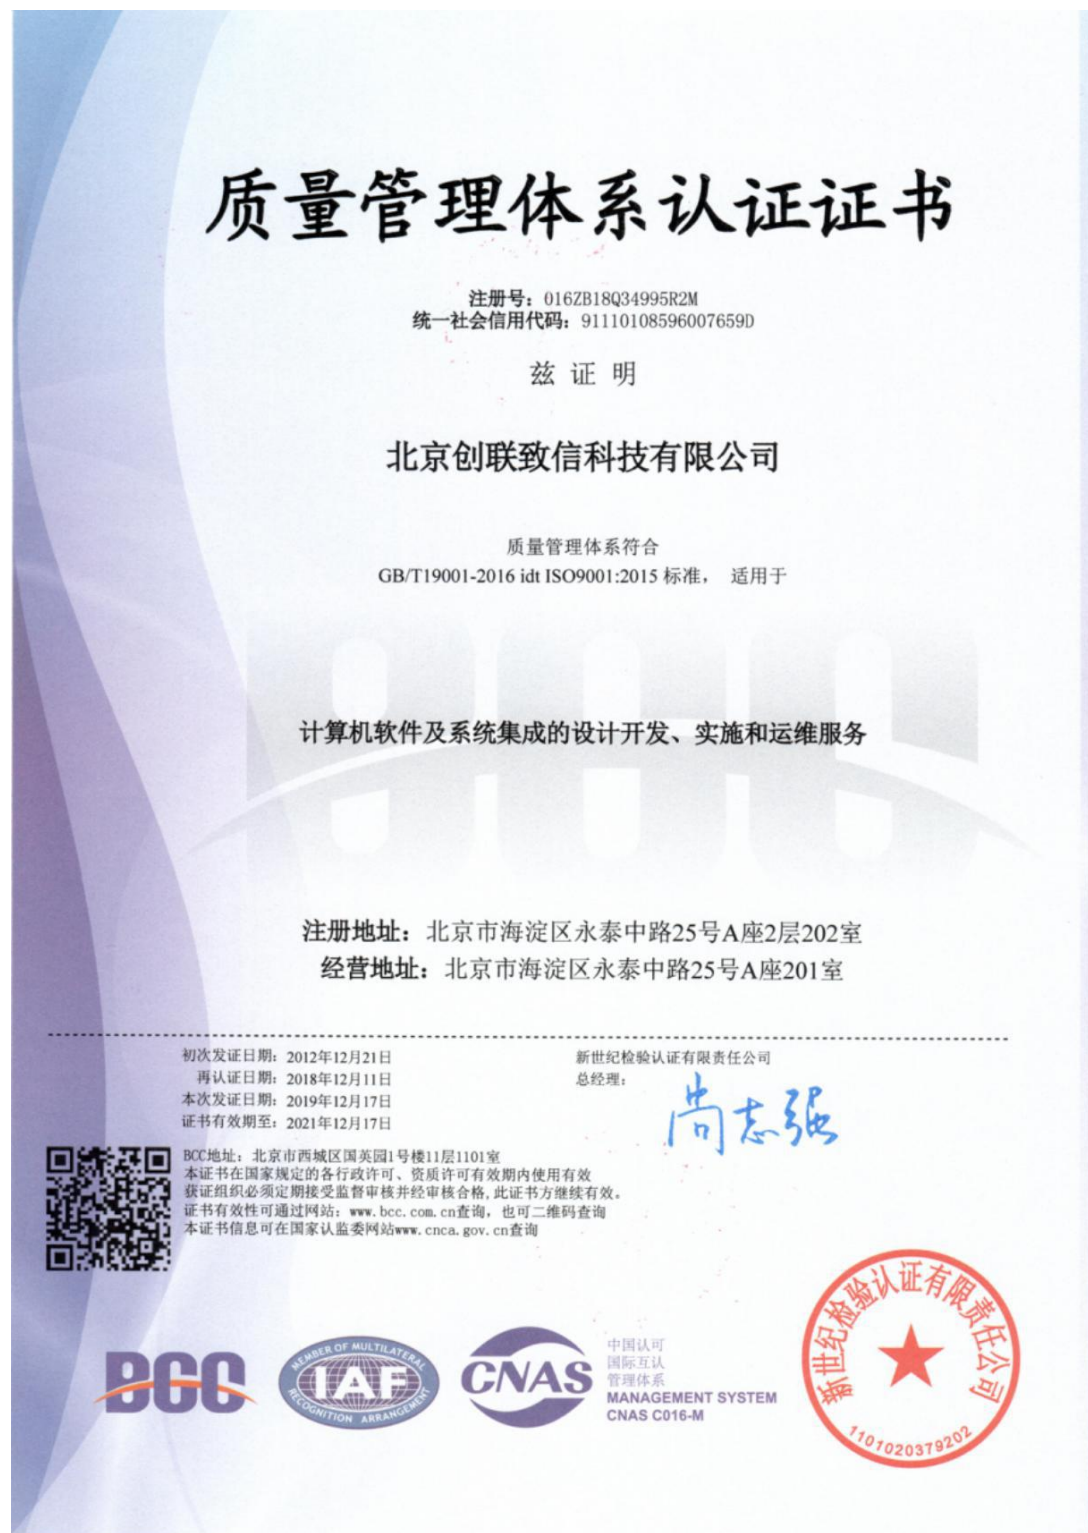 质量管理体系认证证书
注册号：016ZB18Q34995R2M
统一社会信用代码：91110108596007659D
兹 证 明
北京创联致信科技有限公司
质量管理体系符合
GB/T19001-2016 idt ISO9001:2015 标准， 适用于
BCC
计算机软件及系统集成的设计开发、实施和运维服务
注册地址：北京市海淀区永泰中路25号A座2层202室
经营地址：北京市海淀区永泰中路25号A座201室
初次发证日期：2012年12月21日
再认证日期：2018年12月11日
本次发证日期：2019年12月17日
证书有效期至：2021年12月17日
新世纪检验认证有限责任公司
总经理：
尚志强
BCC地址：北京市西城区国英园1号楼11层1101室
本证书在国家规定的各行政许可、资质许可有效期内使用有效
获证组织必须定期接受监督审核并经审核合格,此证书方继续有效。
证书有效性可通过网站：www.bcc.com.cn查询，也可二维码查询
本证书信息可在国家认监委网站www.cnca.gov.cn查询
BCC
MEMBER OF MULTILATERAL
IAF
RECOGNITION ARRANGEMENT
CNAS
中国认可
国际互认
管理体系
MANAGEMENT SYSTEM
CNAS C016-M
新世纪检验认证有限责任公司
1101020379202